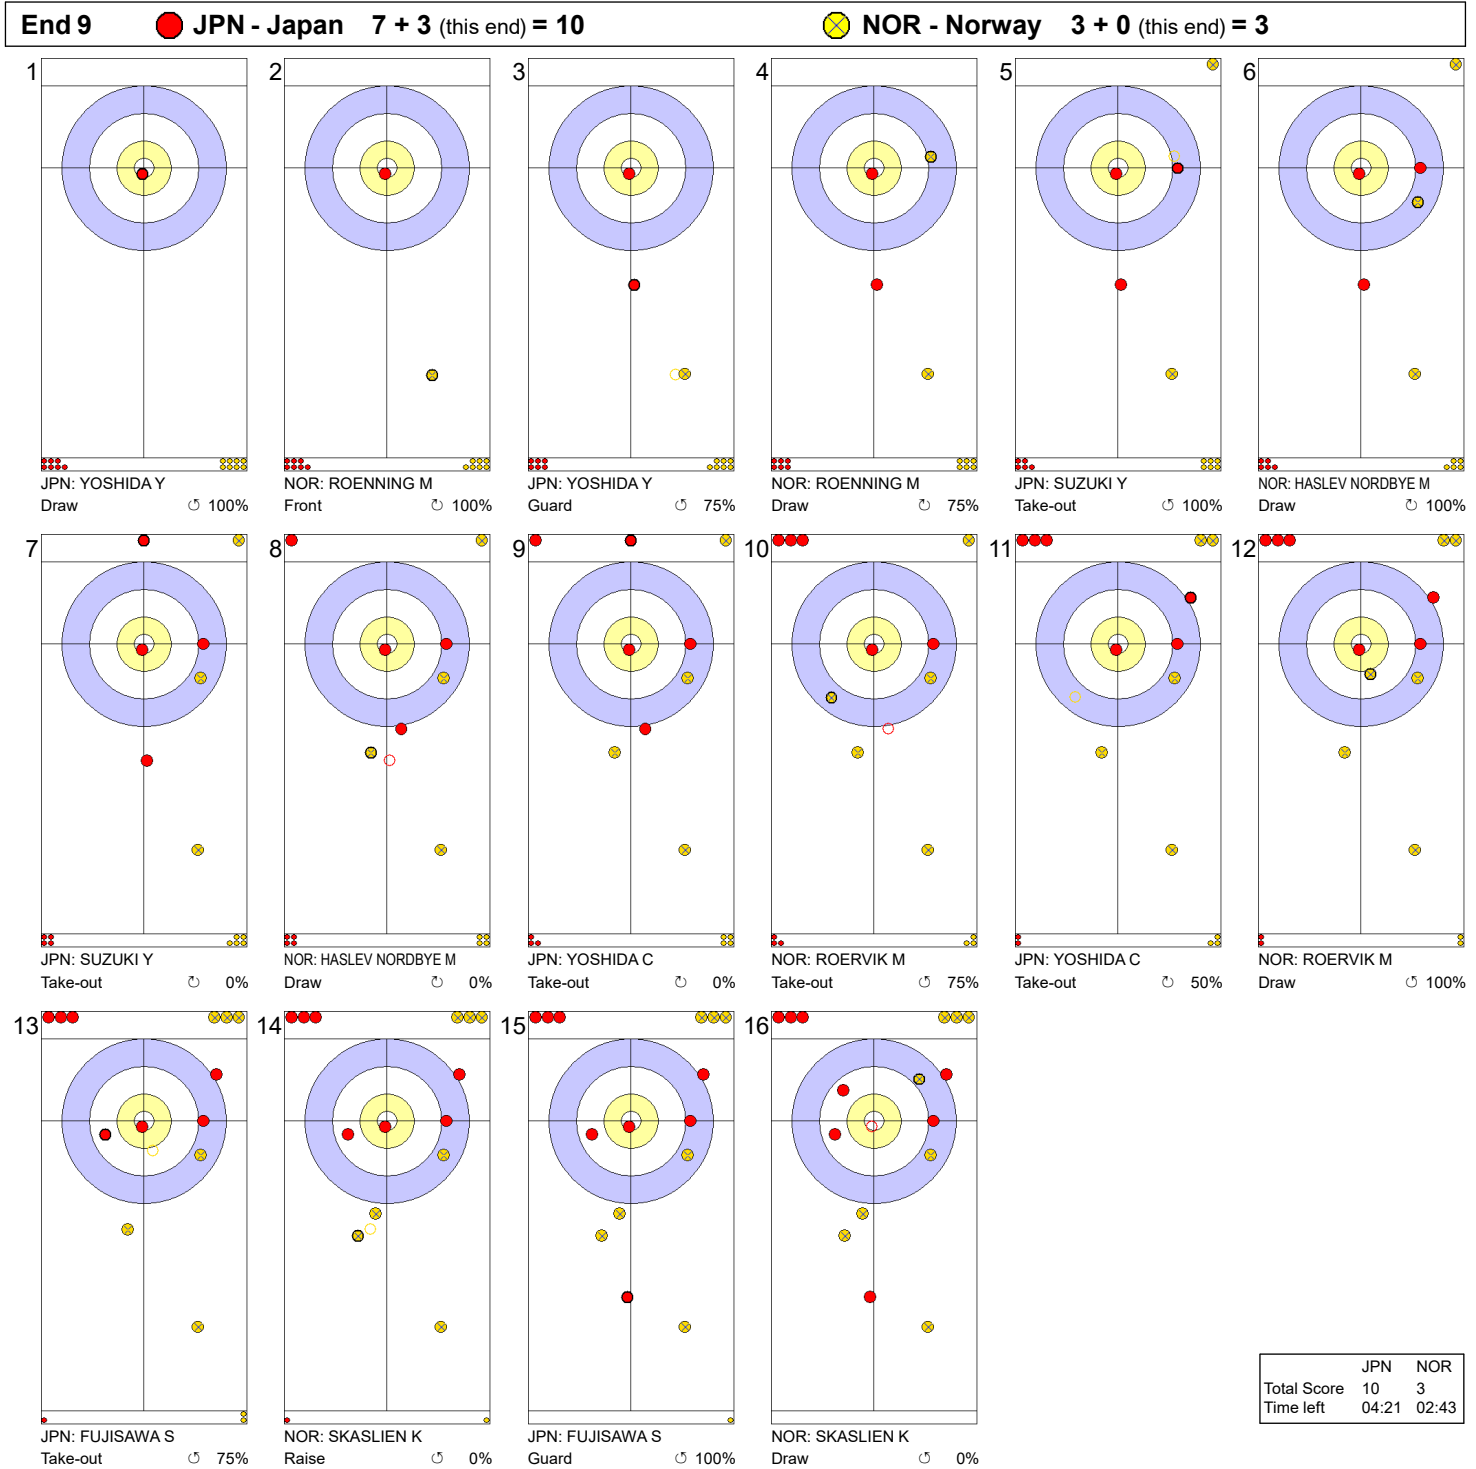 End 9 JPN - Japan 7 + 3 (this end) = 10 NOR - Norway 3 + 0 (this end) = 3
1 2 3 4 5 6
JPN: YOSHIDA Y NOR: ROENNING M JPN: YOSHIDA Y NOR: ROENNING M JPN: SUZUKI Y NOR: HASLEV NORDBYE M
Draw ↺ 100% Front ↻ 100% Guard ↺ 75% Draw ↻ 75% Take-out ↺ 100% Draw ↻ 100%
7 8 9 10 11 12
JPN: SUZUKI Y NOR: HASLEV NORDBYE M JPN: YOSHIDA C NOR: ROERVIK M JPN: YOSHIDA C NOR: ROERVIK M
Take-out ↻ 0% Draw ↻ 0% Take-out ↻ 0% Take-out ↺ 75% Take-out ↻ 50% Draw ↺ 100%
13 14 15 16
JPN: FUJISAWA S NOR: SKASLIEN K JPN: FUJISAWA S NOR: SKASLIEN K
Take-out ↺ 75% Raise ↺ 0% Guard ↺ 100% Draw ↺ 0%
JPN NOR
Total Score 10 3
Time left 04:21 02:43